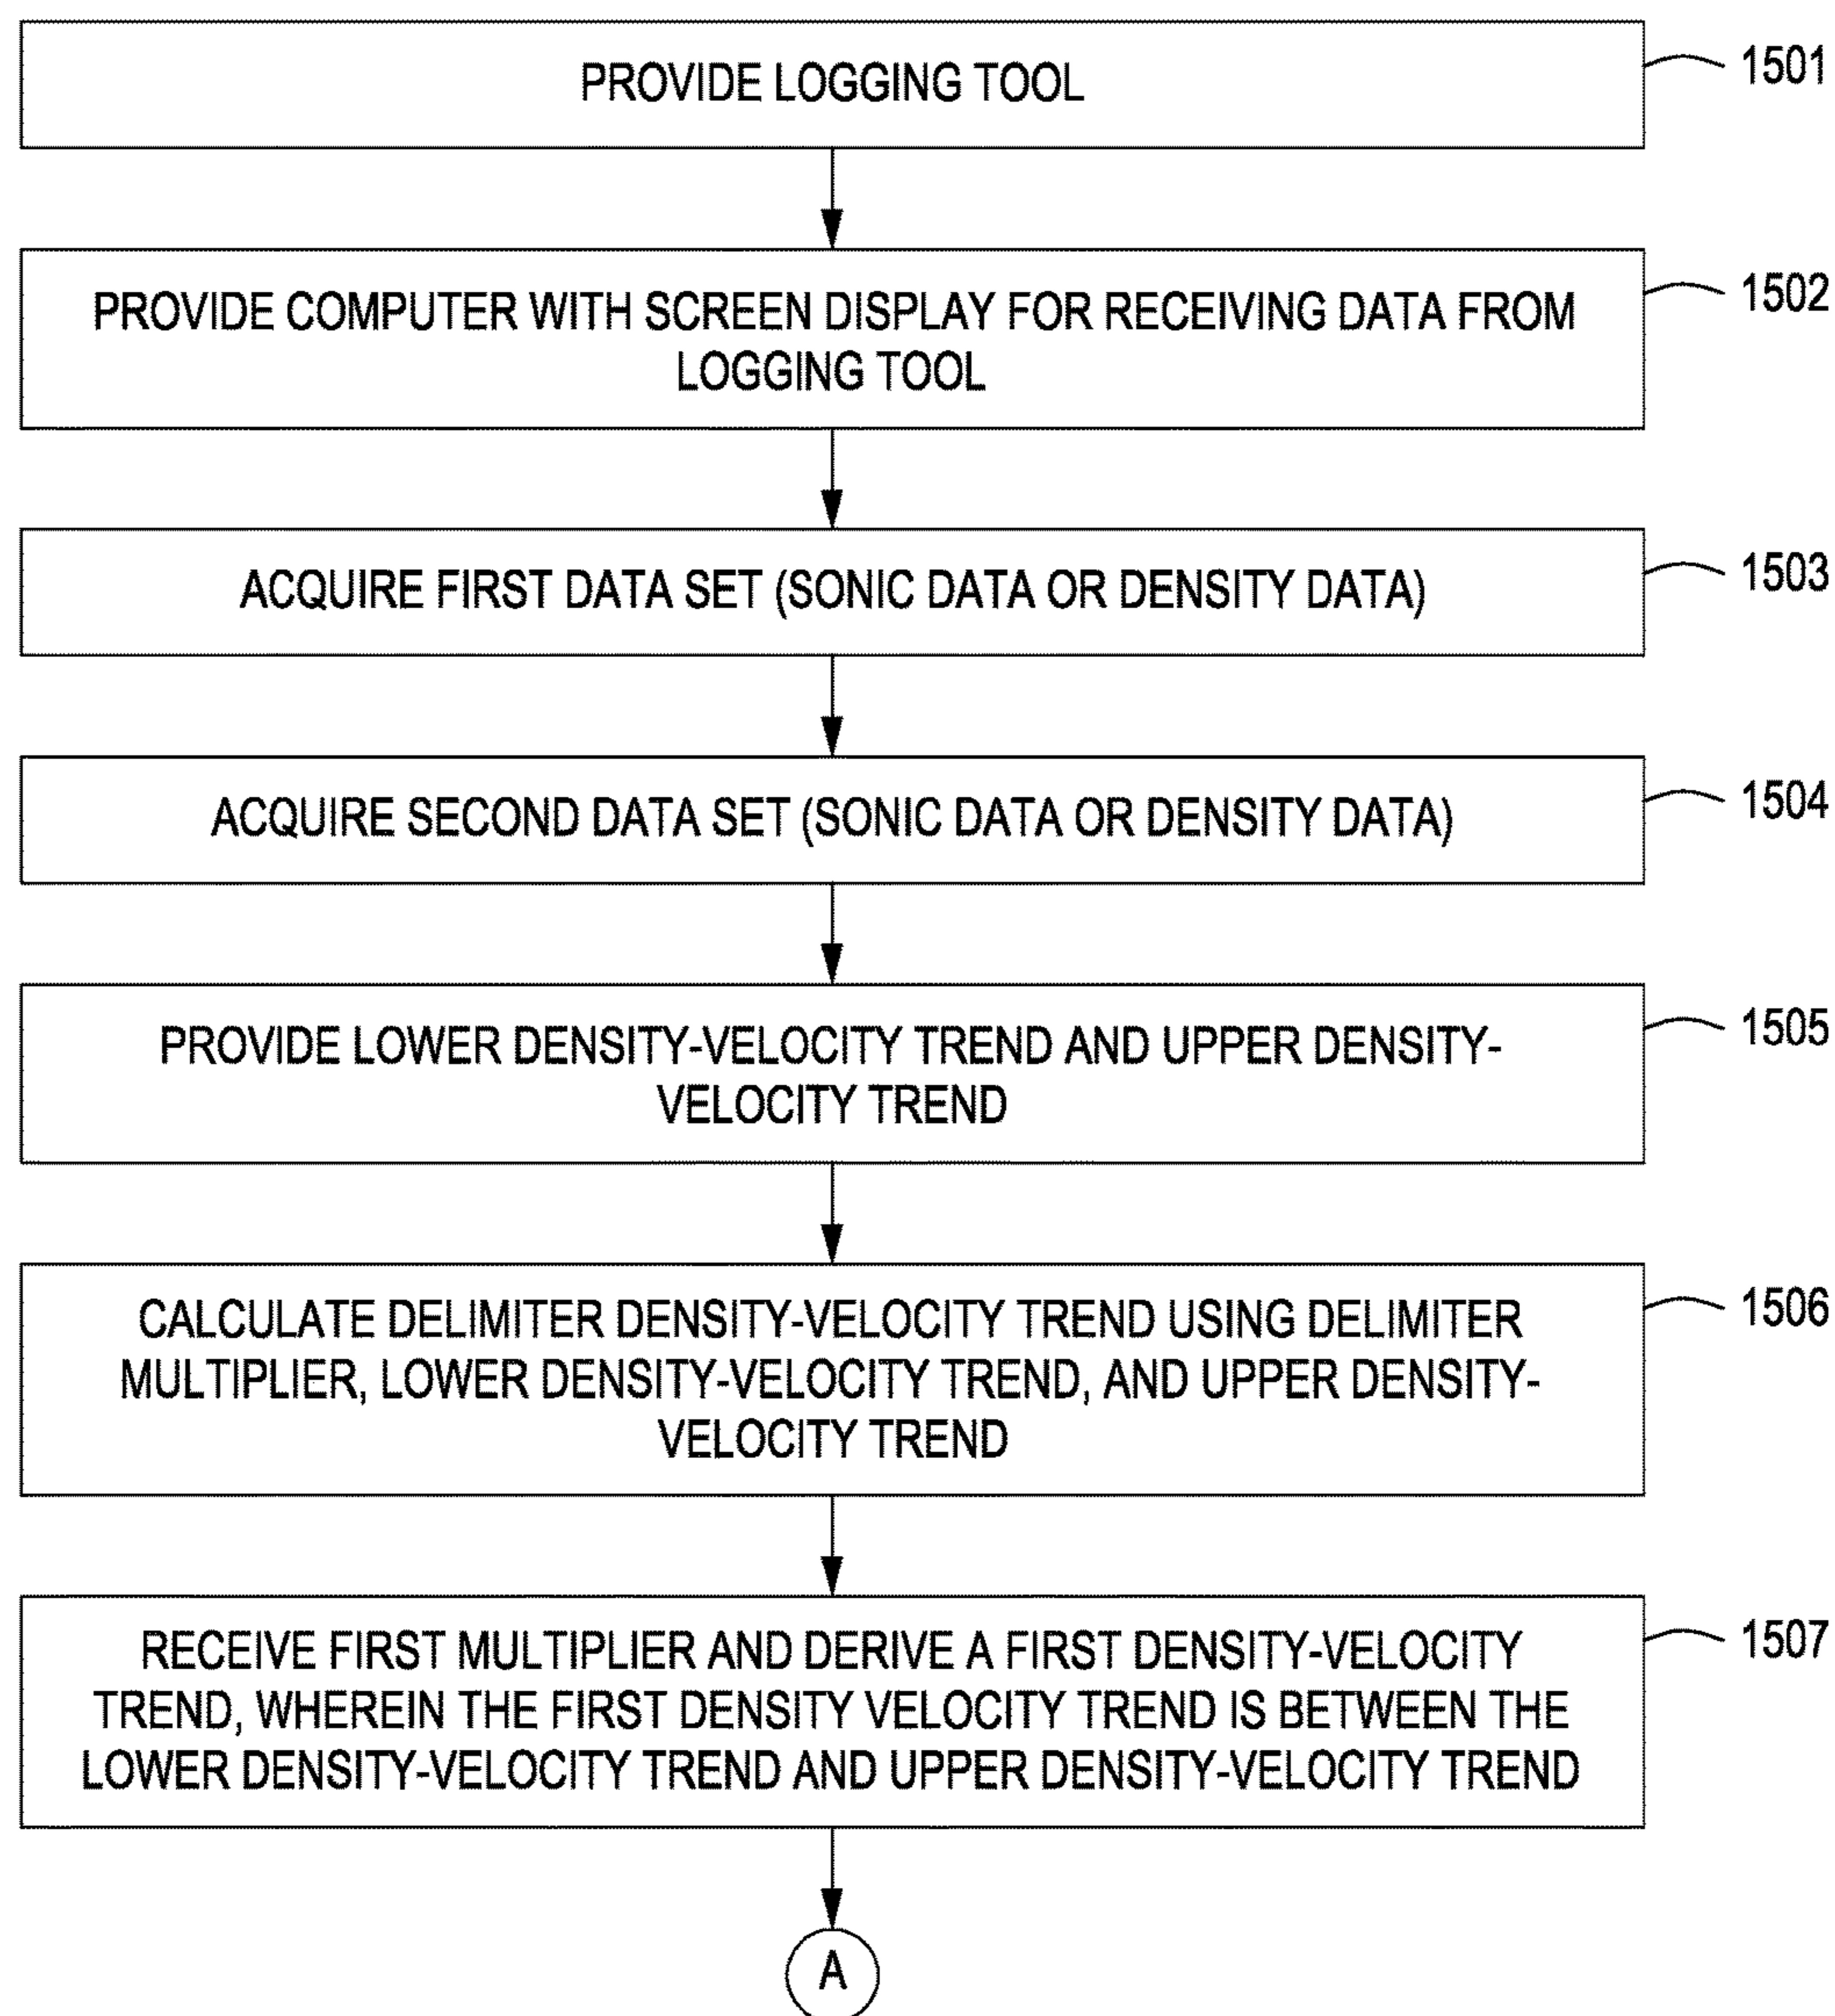 PROVIDE LOGGING TOOL
1501
PROVIDE COMPUTER WITH SCREEN DISPLAY FOR RECEIVING DATA FROM
LOGGING TOOL
1502
ACQUIRE FIRST DATA SET (SONIC DATA OR DENSITY DATA)
1503
ACQUIRE SECOND DATA SET (SONIC DATA OR DENSITY DATA)
1504
PROVIDE LOWER DENSITY-VELOCITY TREND AND UPPER DENSITY-
VELOCITY TREND
1505
CALCULATE DELIMITER DENSITY-VELOCITY TREND USING DELIMITER
MULTIPLIER, LOWER DENSITY-VELOCITY TREND, AND UPPER DENSITY-
VELOCITY TREND
1506
RECEIVE FIRST MULTIPLIER AND DERIVE A FIRST DENSITY-VELOCITY
TREND, WHEREIN THE FIRST DENSITY VELOCITY TREND IS BETWEEN THE
LOWER DENSITY-VELOCITY TREND AND UPPER DENSITY-VELOCITY TREND
1507
A